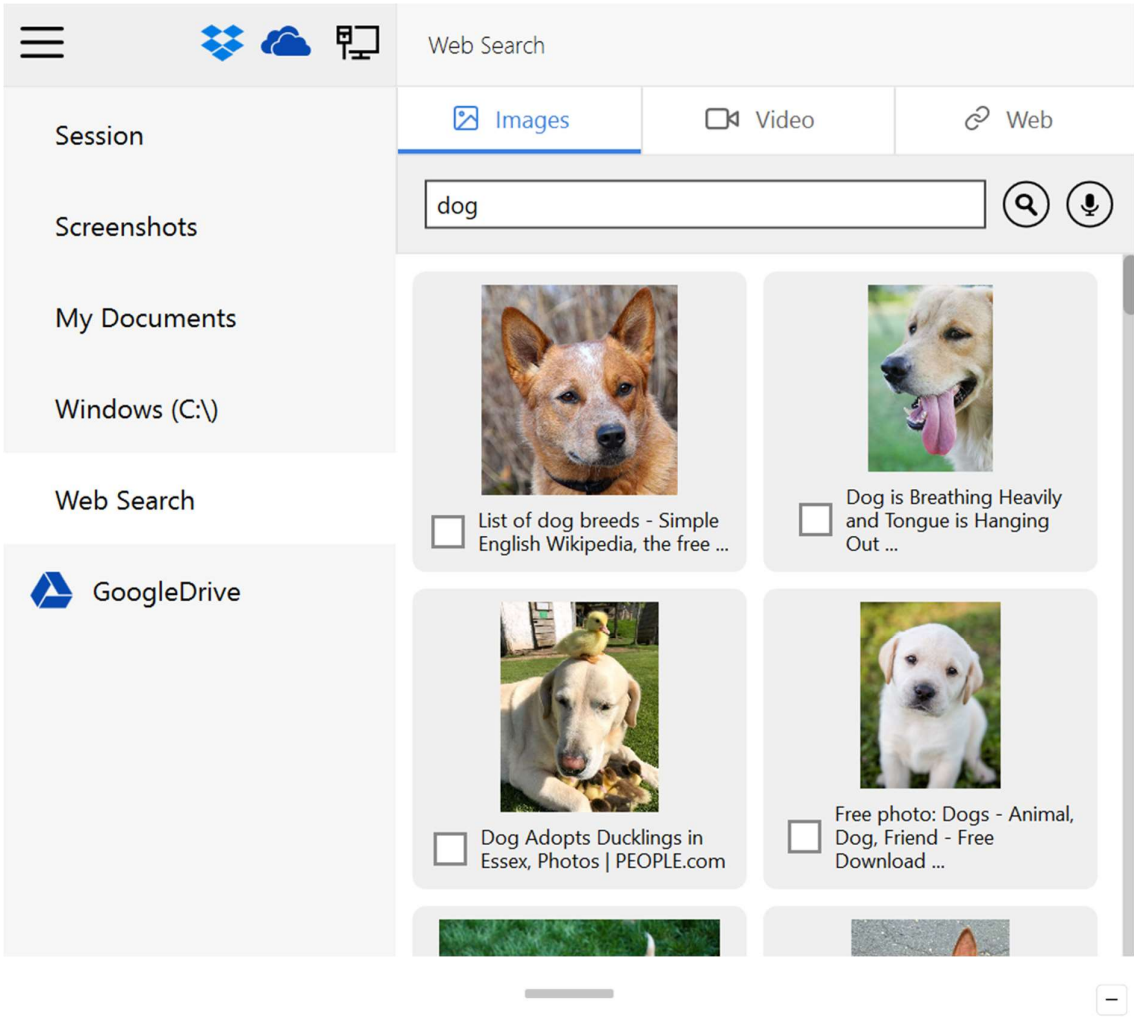 Web Search
Images
Video
Web
Session
Screenshots
My Documents
Windows (C:\)
Web Search
GoogleDrive
dog
List of dog breeds - Simple
English Wikipedia, the free ...
Dog is Breathing Heavily
and Tongue is Hanging
Out ...
Dog Adopts Ducklings in
Essex, Photos | PEOPLE.com
Free photo: Dogs - Animal,
Dog, Friend - Free
Download ...